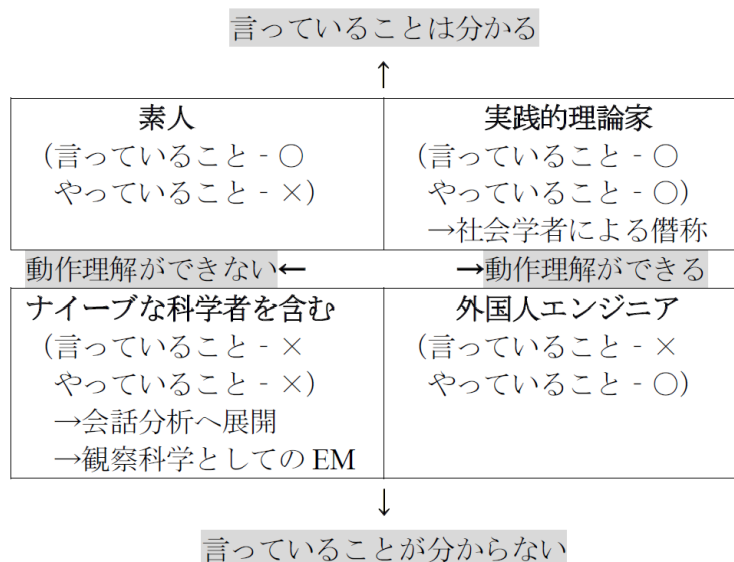 言っていることは分かる
↑
素人
（言っていること - ○
やっていること - ×）
実践的理論家
（言っていること - ○
やっていること - ○）
→社会学者による僭称
動作理解ができない← →動作理解ができる
ナイーブな科学者を含む
（言っていること - ×
やっていること - ×）
→会話分析へ展開
→観察科学としての EM
外国人エンジニア
（言っていること - ×
やっていること - ○）
↓
言っていることが分からない